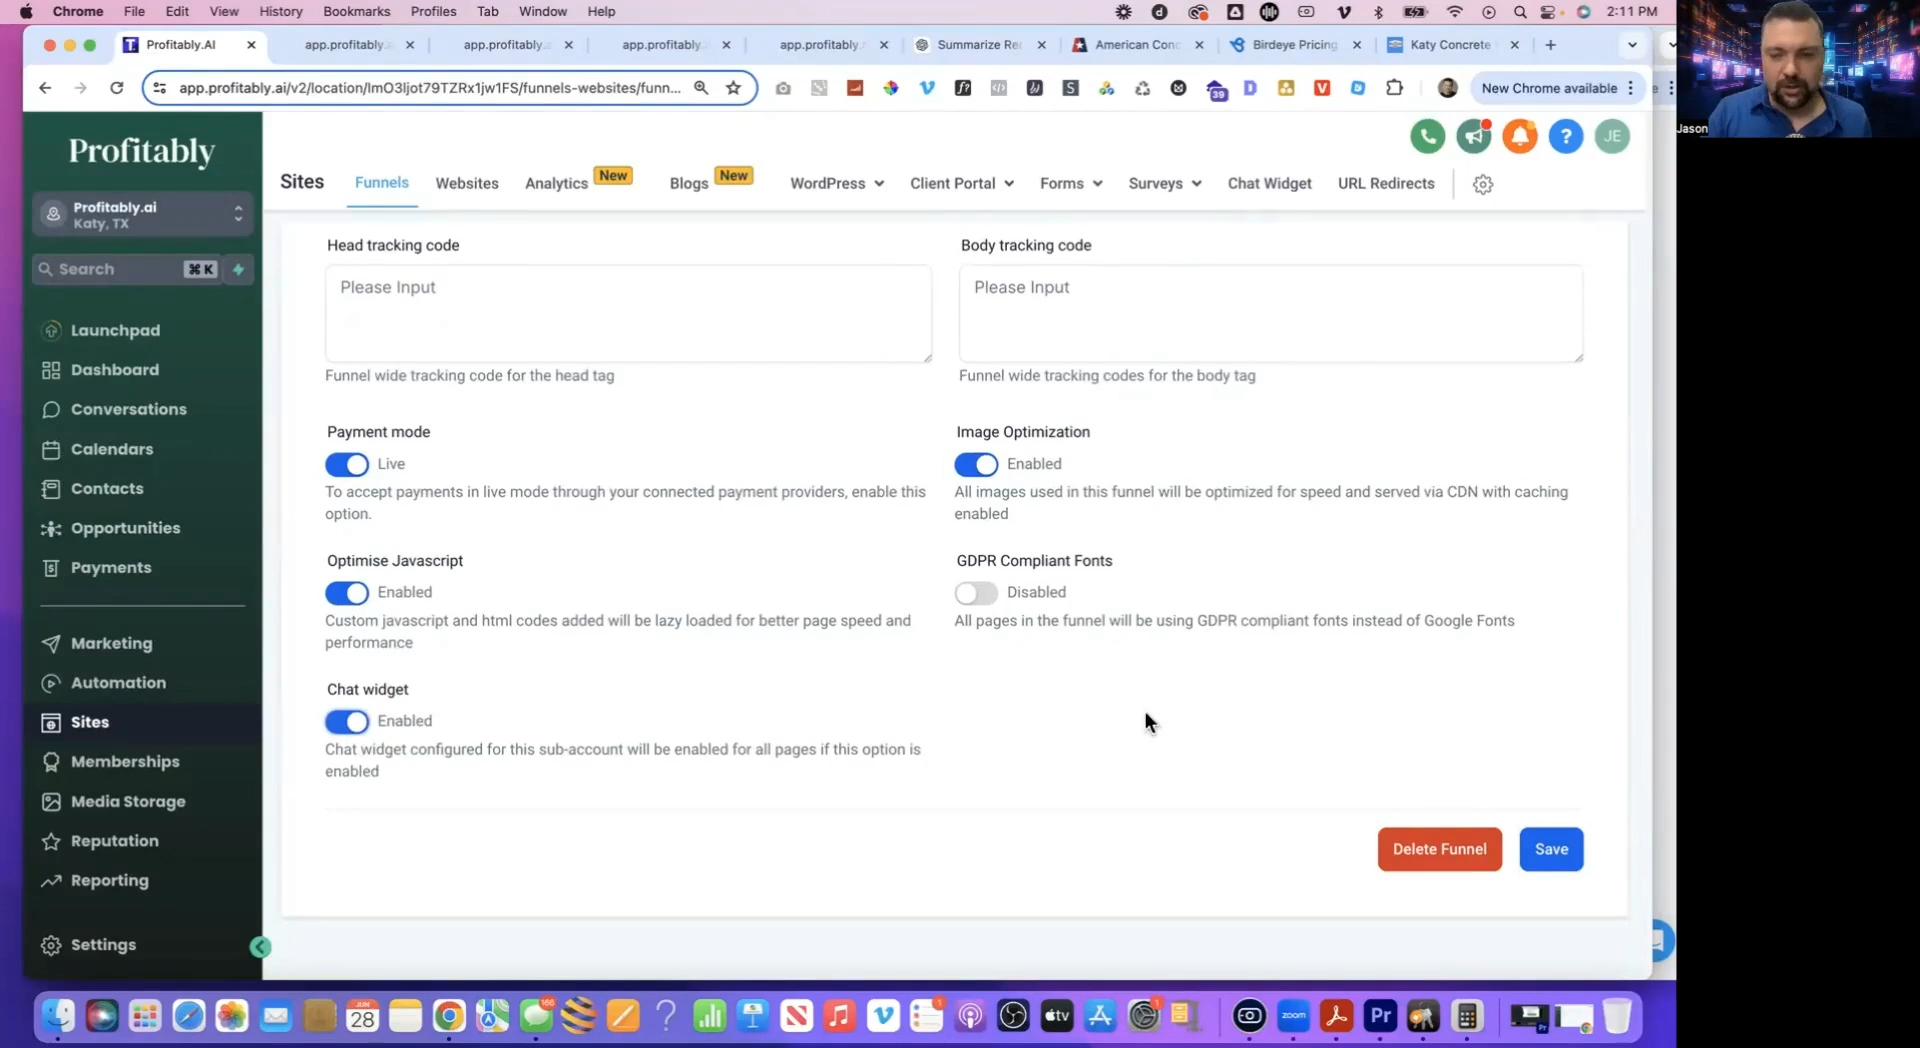 Chrome File Edit View History Bookmarks Profiles Tab Window Help 2:11 PM
Profitably.AI app.profitably. app.profitably. app.profitably. app.profitably. Summarize Re American Conc Birdeye Pricing Katy Concrete
app.profitably.ai/v2/location/lmO3ljot79TZRx1jw1FS/funnels-websites/funn... 39 New Chrome available
Jason
Profitably
Profitably.ai
Katy, TX
Search ⌘ K
Launchpad
Dashboard
Conversations
Calendars
Contacts
Opportunities
Payments
Marketing
Automation
Sites
Memberships
Media Storage
Reputation
Reporting
Settings
JE
Sites Funnels Websites Analytics New Blogs New WordPress Client Portal Forms Surveys Chat Widget URL Redirects
Head tracking code
Please Input
Funnel wide tracking code for the head tag
Body tracking code
Please Input
Funnel wide tracking codes for the body tag
Payment mode
Live
To accept payments in live mode through your connected payment providers, enable this
option.
Image Optimization
Enabled
All images used in this funnel will be optimized for speed and served via CDN with caching
enabled
Optimise Javascript
Enabled
Custom javascript and html codes added will be lazy loaded for better page speed and
performance
GDPR Compliant Fonts
Disabled
All pages in the funnel will be using GDPR compliant fonts instead of Google Fonts
Chat widget
Enabled
Chat widget configured for this sub-account will be enabled for all pages if this option is
enabled
Delete Funnel Save
JUN
28 166 1 tv 1 zoom Pr